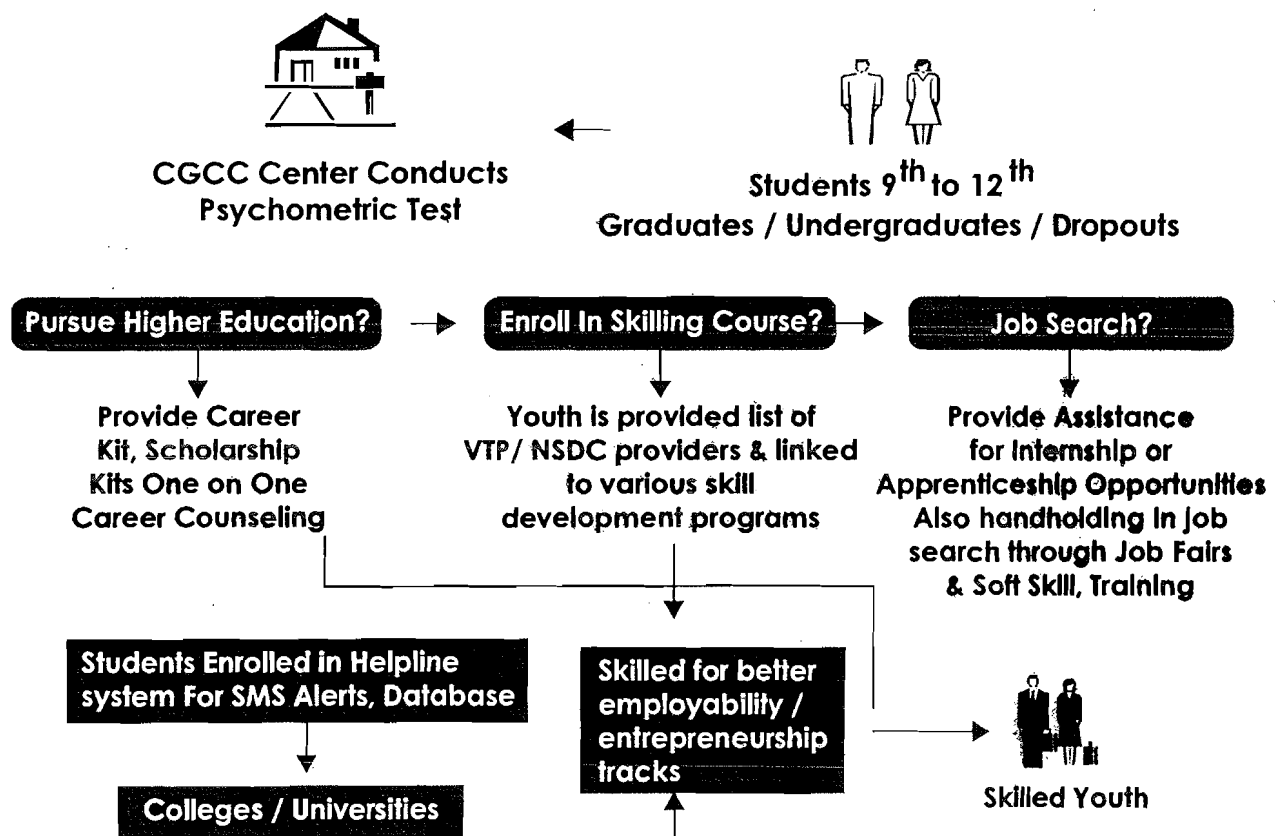 CGCC Center Conducts
Psychometric Test
Students 9th to 12th
Graduates / Undergraduates / Dropouts
Pursue Higher Education?
Enroll In Skilling Course?
Job Search?
Provide Career
Kit, Scholarship
Kits One on One
Career Counseling
Youth is provided list of
VTP/ NSDC providers & linked
to various skill
development programs
Provide Assistance
for Internship or
Apprenticeship Opportunities
Also handholding in job
search through Job Fairs
& Soft Skill, Training
Students Enrolled in Helpline
system For SMS Alerts, Database
Skilled for better
employability /
entrepreneurship
tracks
Colleges / Universities
Skilled Youth